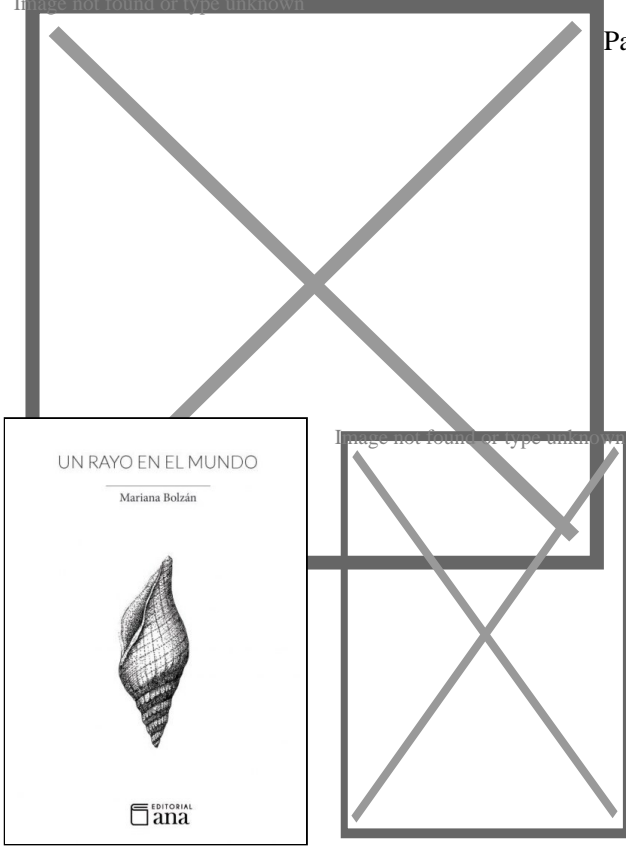 Image not found or type unknown
Pa
Image not found or type unknown
UN RAYO EN EL MUNDO
Mariana Bolzán
EDITORIAL
ana